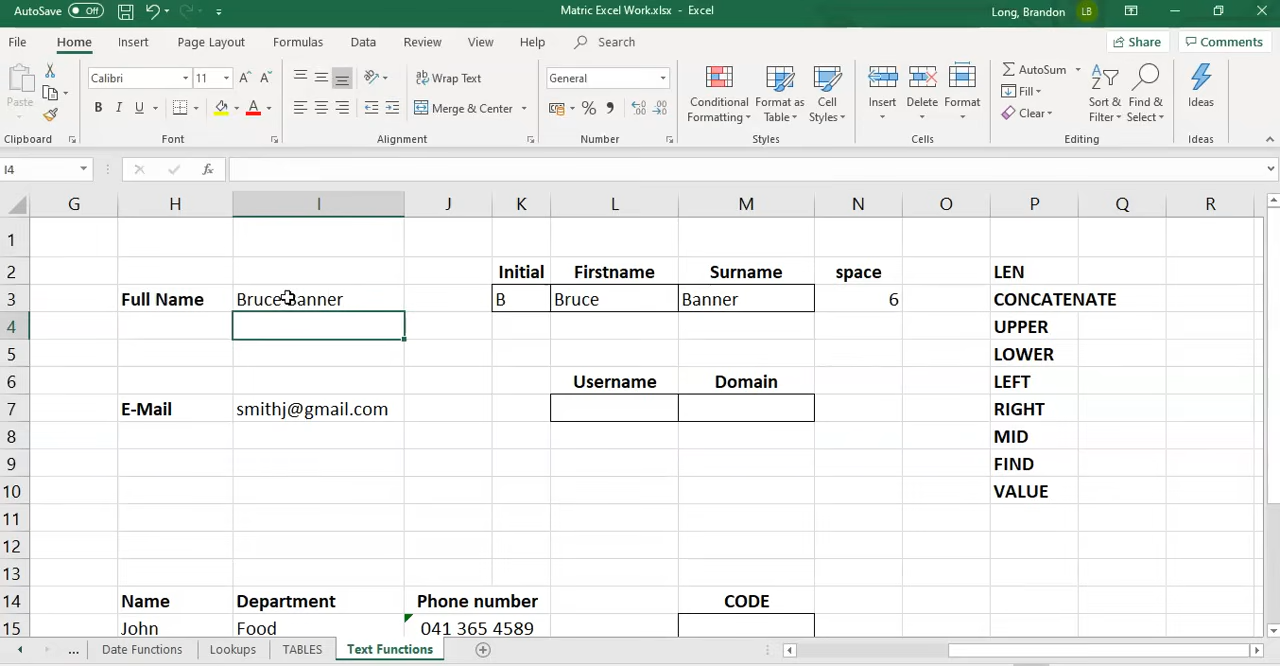 AutoSave Off Matric Excel Work.xlsx - Excel Long, Brandon LB
File Home Insert Draw Page Layout Formulas Data Review View Help Search Share Comments
Calibri 11 Wrap Text General AutoSum
Paste Merge & Center Conditional Formatting Format as Table Cell Styles Insert Delete Format Fill Clear Sort & Filter Find & Select Ideas
Clipboard Font Alignment Number Styles Cells Editing Ideas
I4 fx
G H I J K L M N O P Q R
1
2 Initial Firstname Surname space LEN
3 Full Name Bruce Banner B Bruce Banner 6 CONCATENATE
4 UPPER
5 LOWER
6 Username Domain LEFT
7 E-Mail smithj@gmail.com RIGHT
8 MID
9 FIND
10 VALUE
11
12
13
14 Name Department Phone number CODE
15 John Food 041 365 4589
... Date Functions Lookups TABLES Text Functions